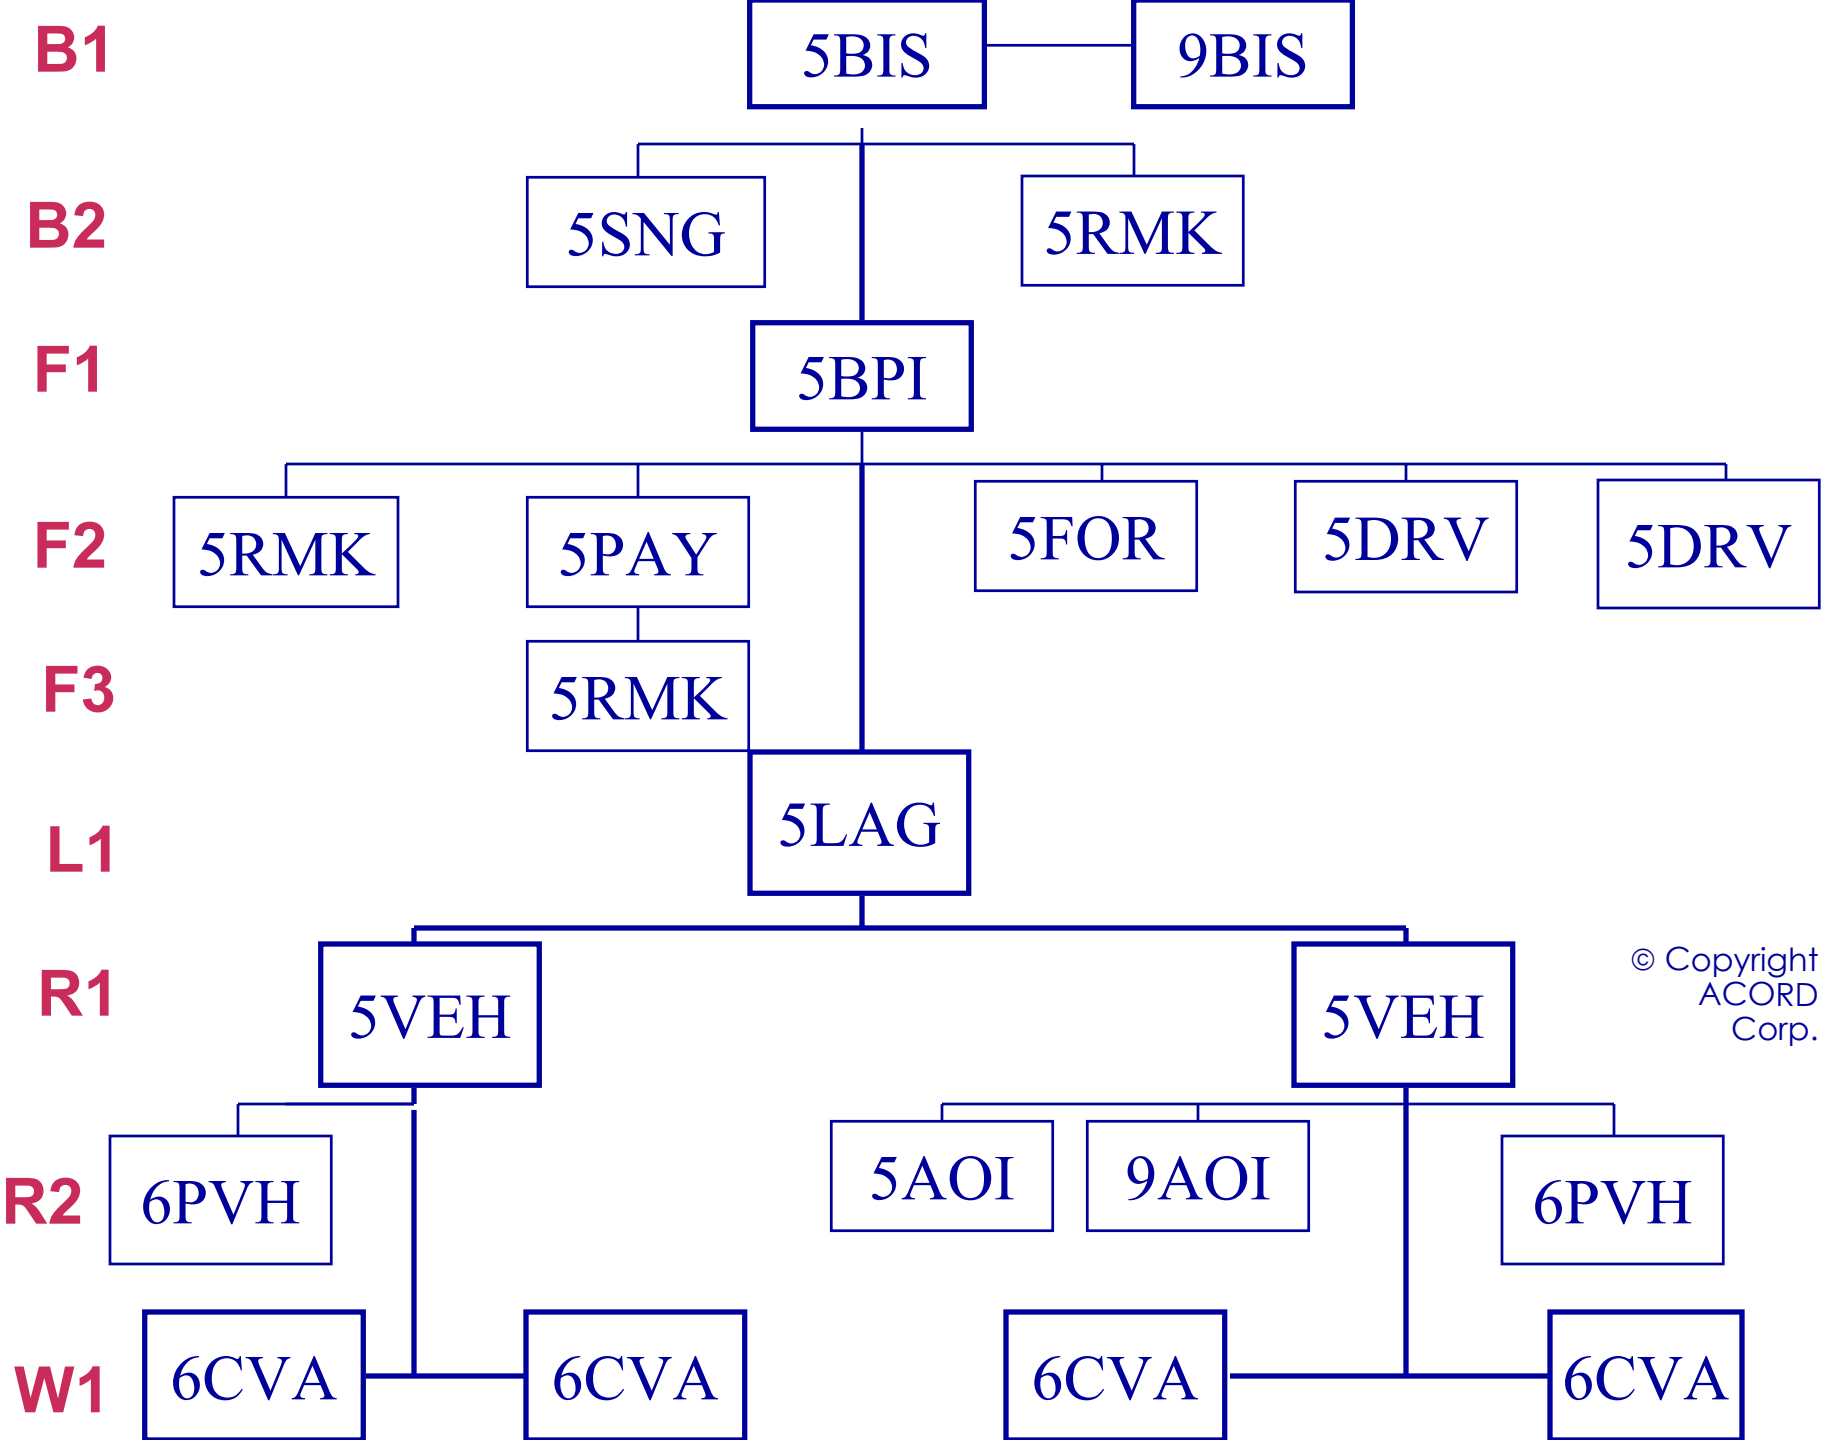 B1
5BIS
9BIS
B2
5SNG
5RMK
F1
5BPI
F2
5RMK
5PAY
5FOR
5DRV
5DRV
F3
5RMK
L1
5LAG
R1
5VEH
5VEH
© Copyright
ACORD
Corp.
R2
6PVH
5AOI
9AOI
6PVH
W1
6CVA
6CVA
6CVA
6CVA